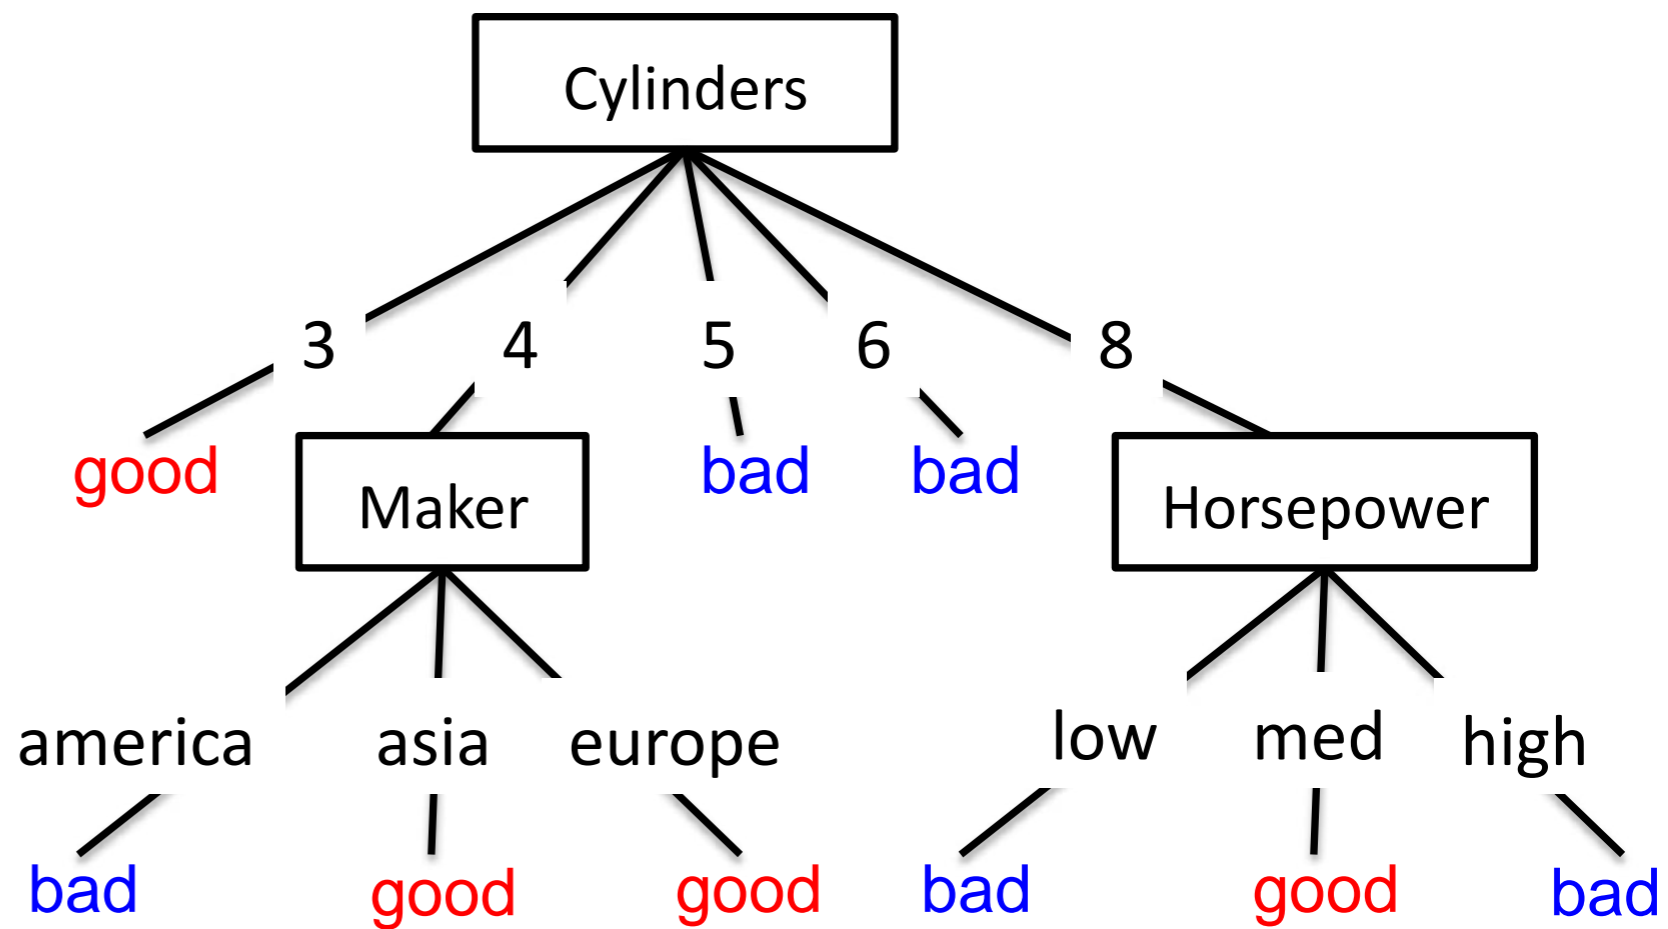 Cylinders
3 4 5 6 8
good bad bad
Maker Horsepower
america asia europe low med high
bad good good bad good bad